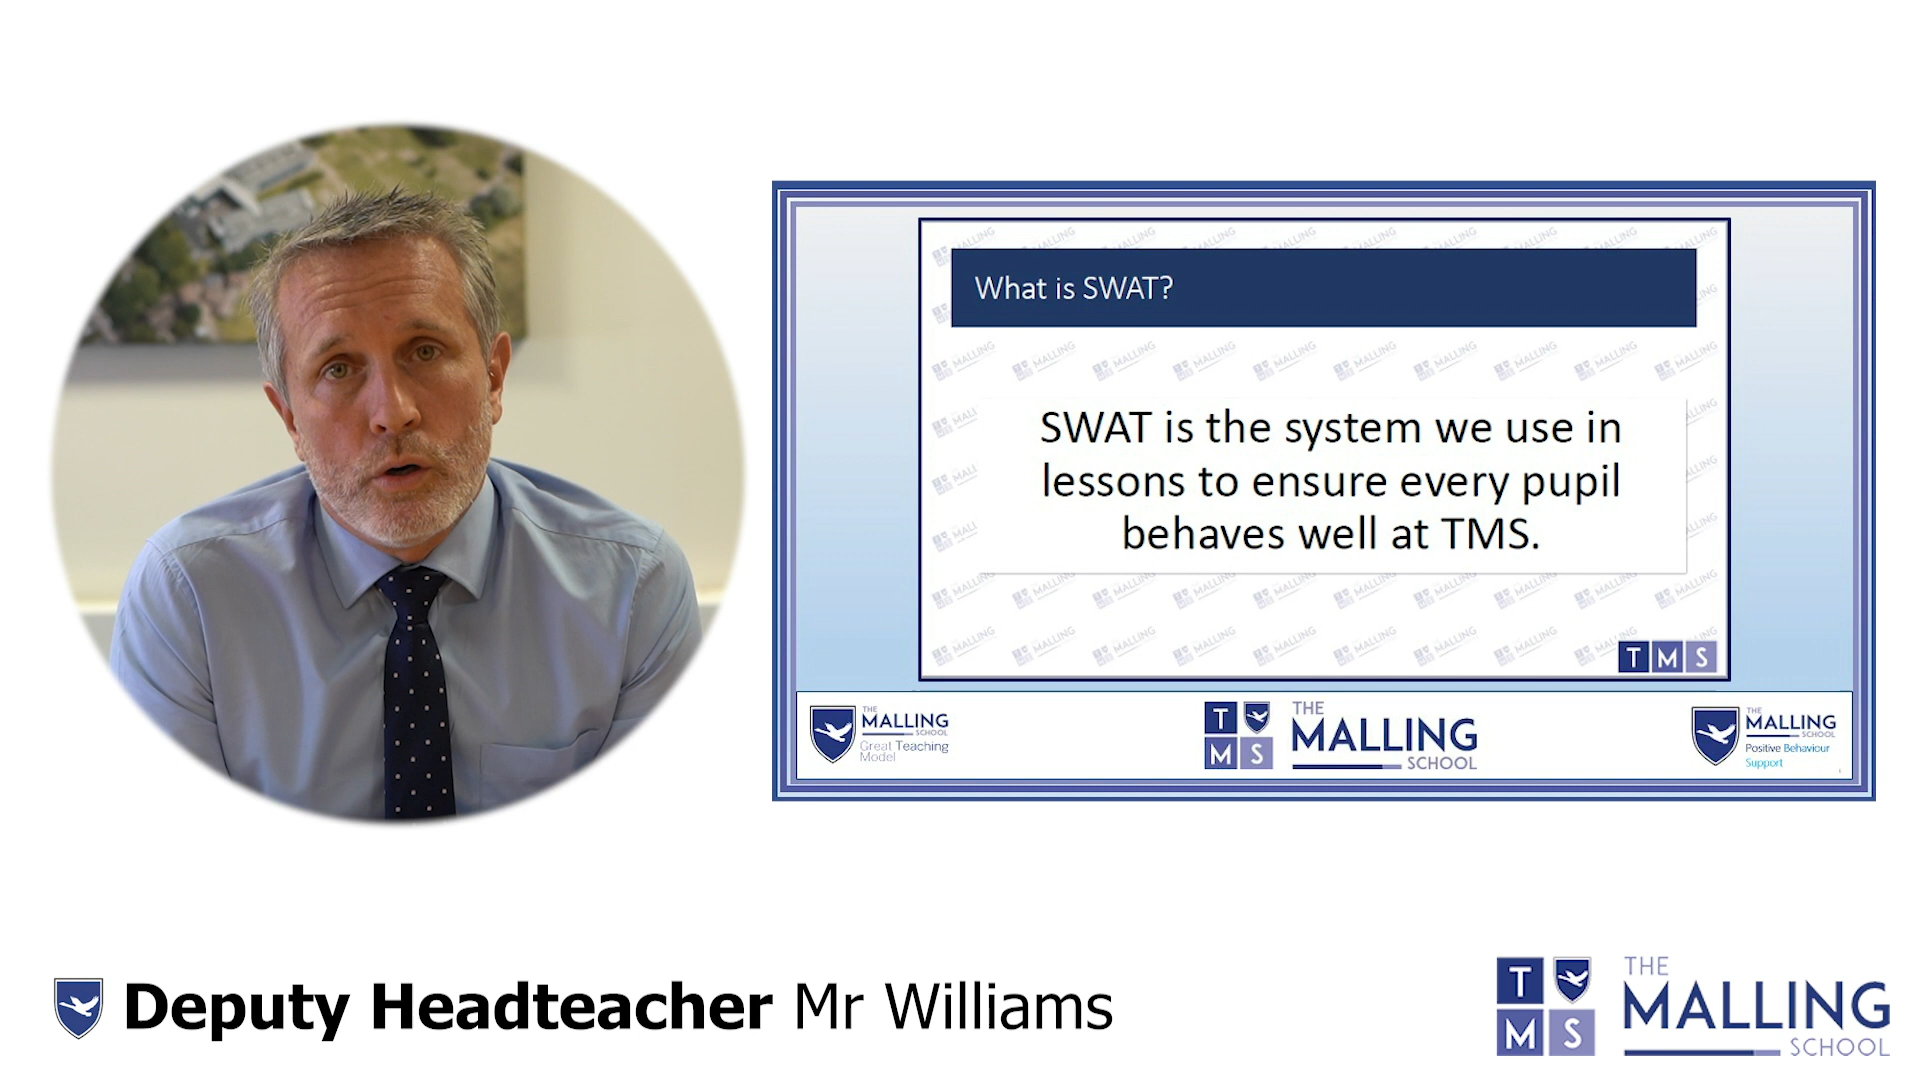 What is SWAT?
SWAT is the system we use in
lessons to ensure every pupil
behaves well at TMS.
T M S
THE
MALLING
SCHOOL
Great Teaching
Model
T
M S
THE
MALLING
SCHOOL
THE
MALLING
SCHOOL
Positive Behaviour
Support
Deputy Headteacher Mr Williams
T
M S
THE
MALLING
SCHOOL